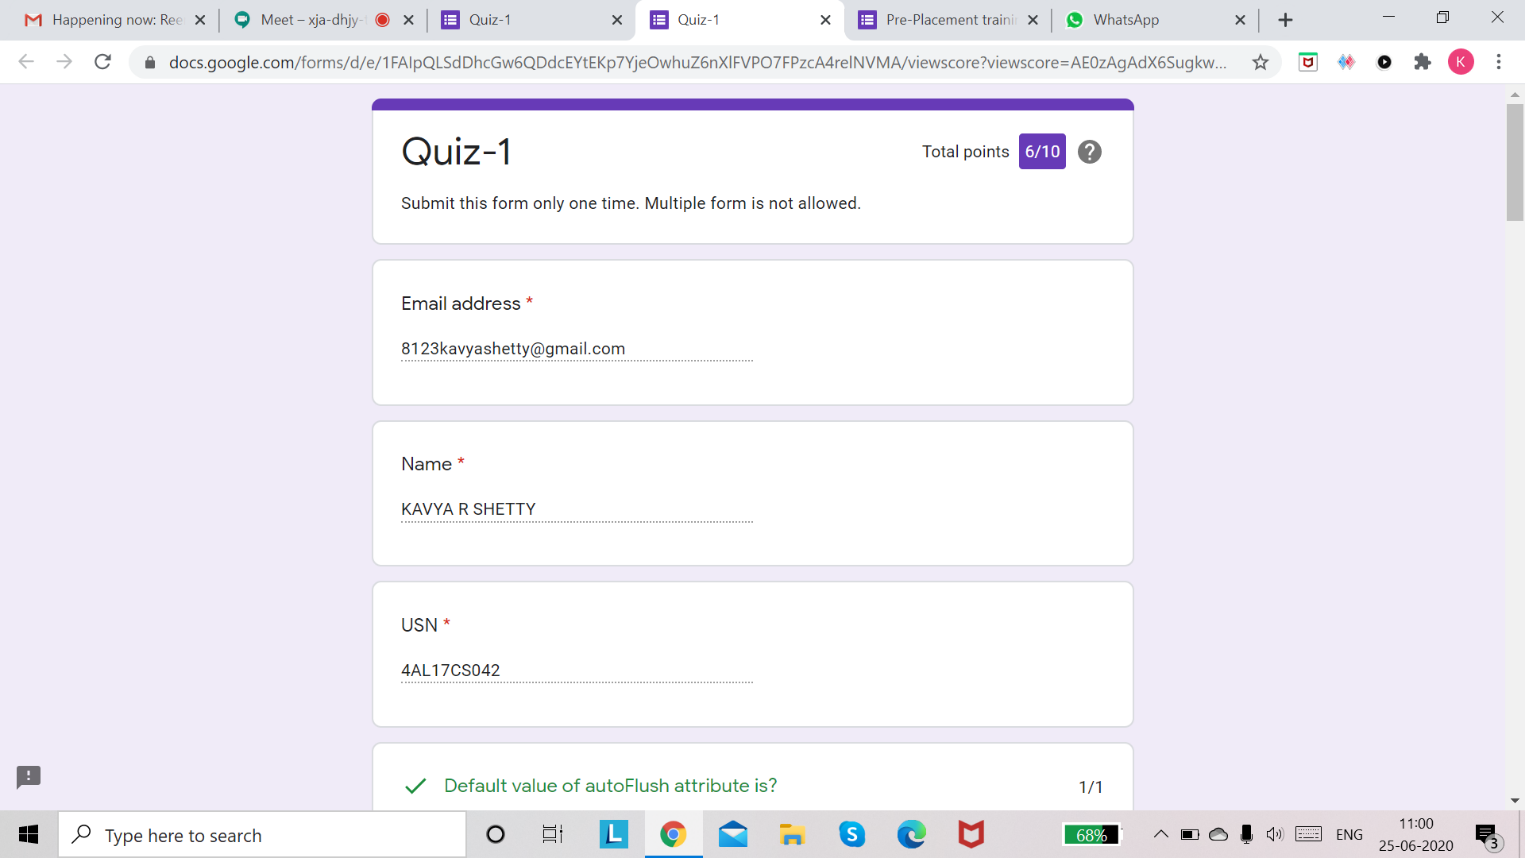 Happening now: Ree
Meet – xja-dhjy-
Quiz-1
Quiz-1
Pre-Placement traini
WhatsApp
docs.google.com/forms/d/e/1FAIpQLSdDhcGw6QDdcEYtEKp7YjeOwhuZ6nXlFVPO7FPzcA4relNVMA/viewscore?viewscore=AE0zAgAdX6Sugkw...
K
Quiz-1
Total points 6/10 ?
Submit this form only one time. Multiple form is not allowed.
Email address *
8123kavyashetty@gmail.com
Name *
KAVYA R SHETTY
USN *
4AL17CS042
Default value of autoFlush attribute is?
1/1
Type here to search
L
S
68%
ENG
11:00
25-06-2020
3